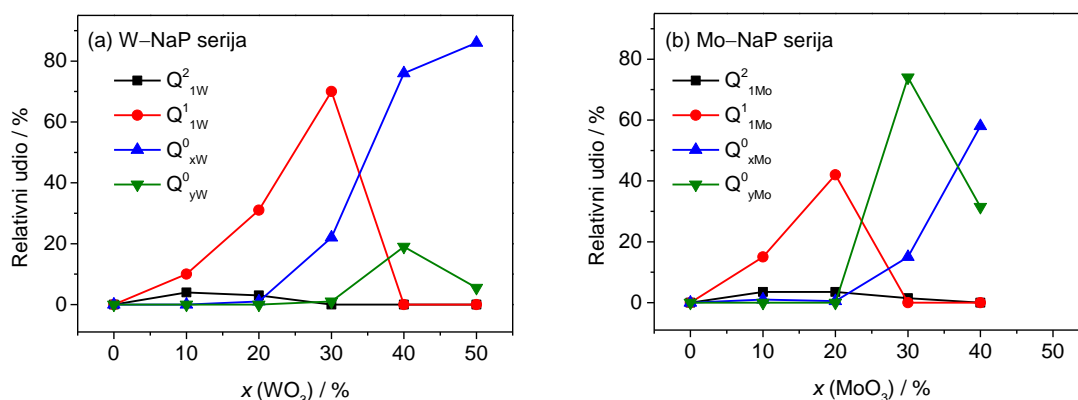 (a) W–NaP serija
Q²₁W
Q¹₁W
Q⁰xW
Q⁰yW
Relativni udio / %
80
60
40
20
0
0 10 20 30 40 50
x (WO₃) / %
(b) Mo–NaP serija
Q²₁Mo
Q¹₁Mo
Q⁰xMo
Q⁰yMo
Relativni udio / %
80
60
40
20
0
0 10 20 30 40 50
x (MoO₃) / %